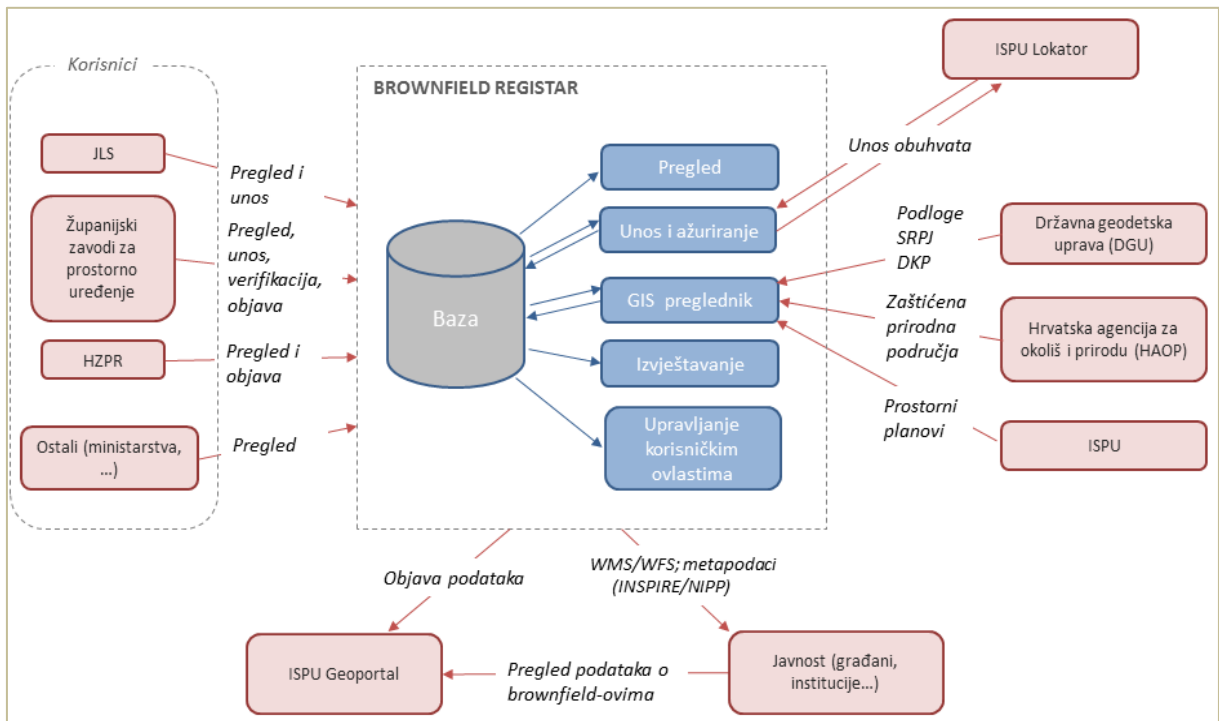 Korisnici
JLS
Županijski
zavodi za
prostorno
uređenje
HZPR
Ostali (ministarstva,
...)
Pregled i
unos
Pregled,
unos,
verifikacija,
objava
Pregled i
objava
Pregled
BROWNFIELD REGISTAR
Baza
Pregled
Unos i ažuriranje
GIS preglednik
Izvještavanje
Upravljanje
korisničkim
ovlastima
ISPU Lokator
Unos obuhvata
Podloge
SRPJ
DKP
Državna geodetska
uprava (DGU)
Zaštićena
prirodna
područja
Hrvatska agencija za
okoliš i prirodu (HAOP)
Prostorni
planovi
ISPU
Objava podataka
WMS/WFS; metapodaci
(INSPIRE/NIPP)
ISPU Geoportal
Pregled podataka o
brownfield-ovima
Javnost (građani,
institucije...)